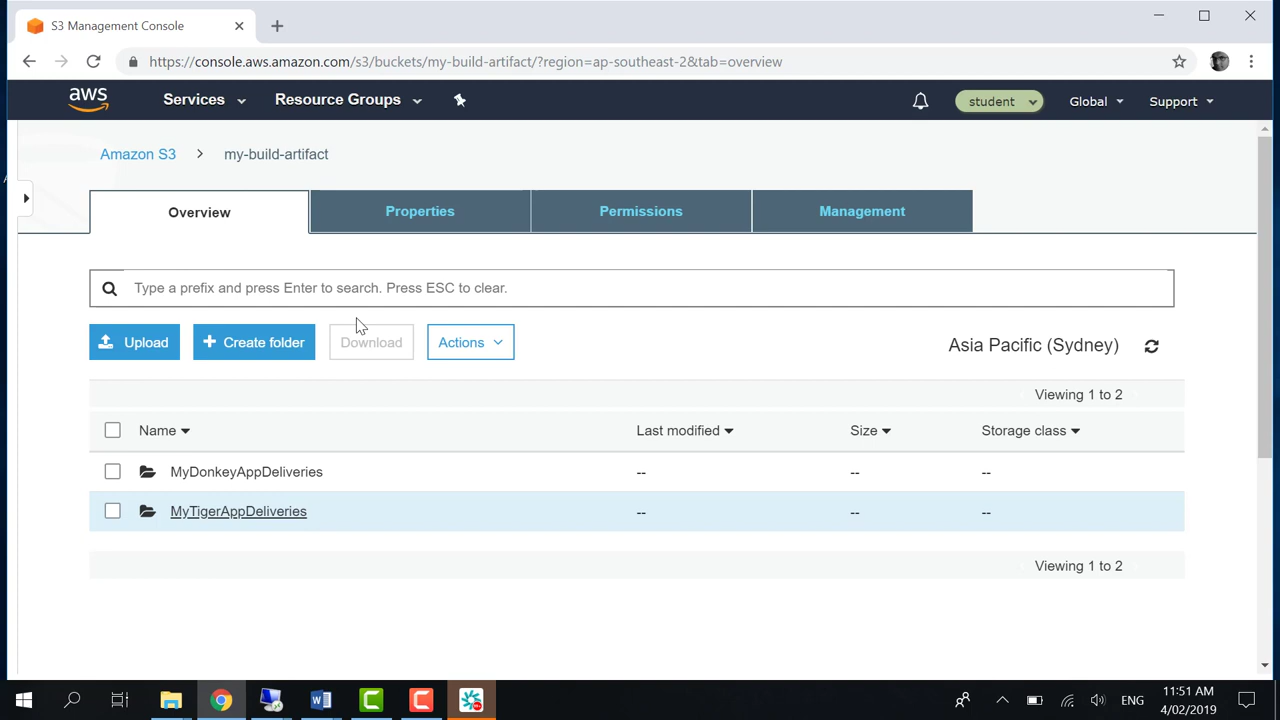 S3 Management Console
https://console.aws.amazon.com/s3/buckets/my-build-artifact/?region=ap-southeast-2&tab=overview
aws Services Resource Groups student Global Support
Amazon S3 my-build-artifact
Overview Properties Permissions Management
Type a prefix and press Enter to search. Press ESC to clear.
Upload Create folder Download Actions Asia Pacific (Sydney)
Viewing 1 to 2
Name Last modified Size Storage class
MyDonkeyAppDeliveries -- -- --
MyTigerAppDeliveries -- -- --
Viewing 1 to 2
ENG 11:51 AM
4/02/2019